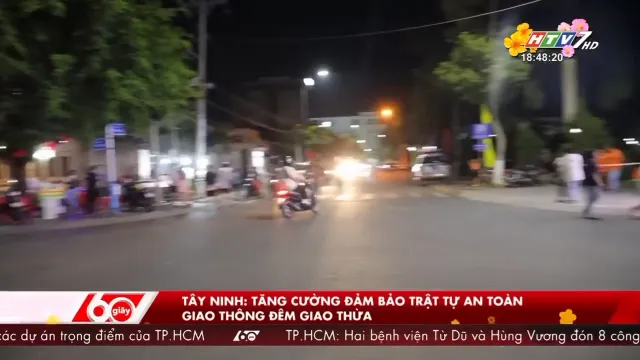 HTV7 HD
18:48:20
60 giây
TÂY NINH: TĂNG CƯỜNG ĐẢM BẢO TRẬT TỰ AN TOÀN
GIAO THÔNG ĐÊM GIAO THỪA
các dự án trọng điểm của TP.HCM 60 giây TP.HCM: Hai bệnh viện Từ Dũ và Hùng Vương đón 8 công